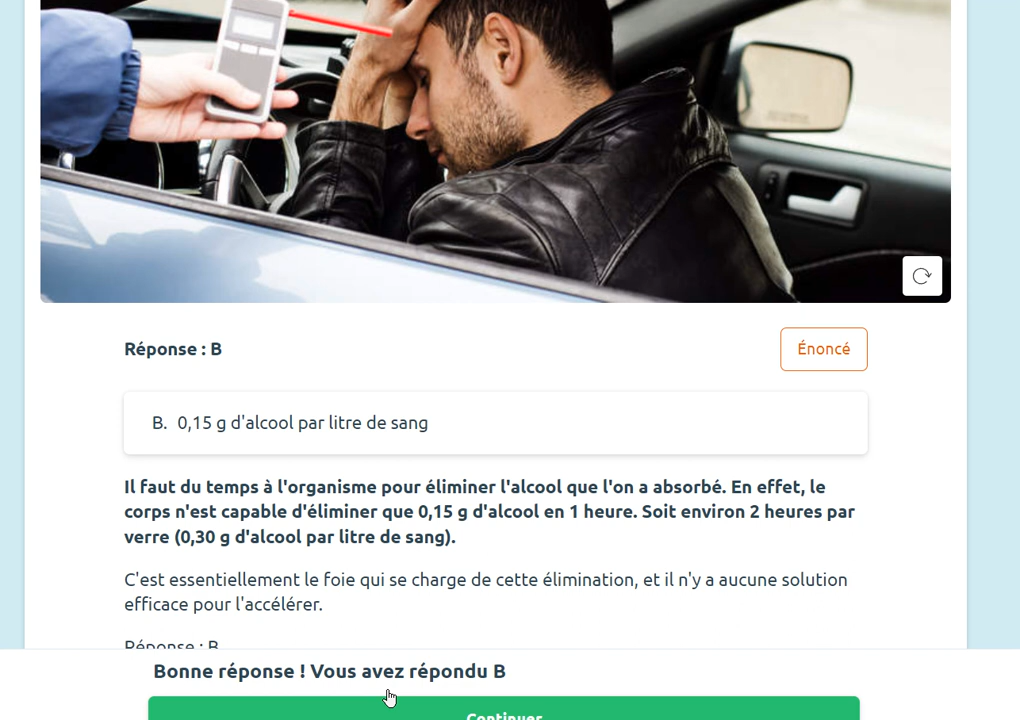 Réponse : B
Énoncé
B. 0,15 g d'alcool par litre de sang
Il faut du temps à l'organisme pour éliminer l'alcool que l'on a absorbé. En effet, le
corps n'est capable d'éliminer que 0,15 g d'alcool en 1 heure. Soit environ 2 heures par
verre (0,30 g d'alcool par litre de sang).
C'est essentiellement le foie qui se charge de cette élimination, et il n'y a aucune solution
efficace pour l'accélérer.
Réponse : B
Bonne réponse ! Vous avez répondu B
Continuer